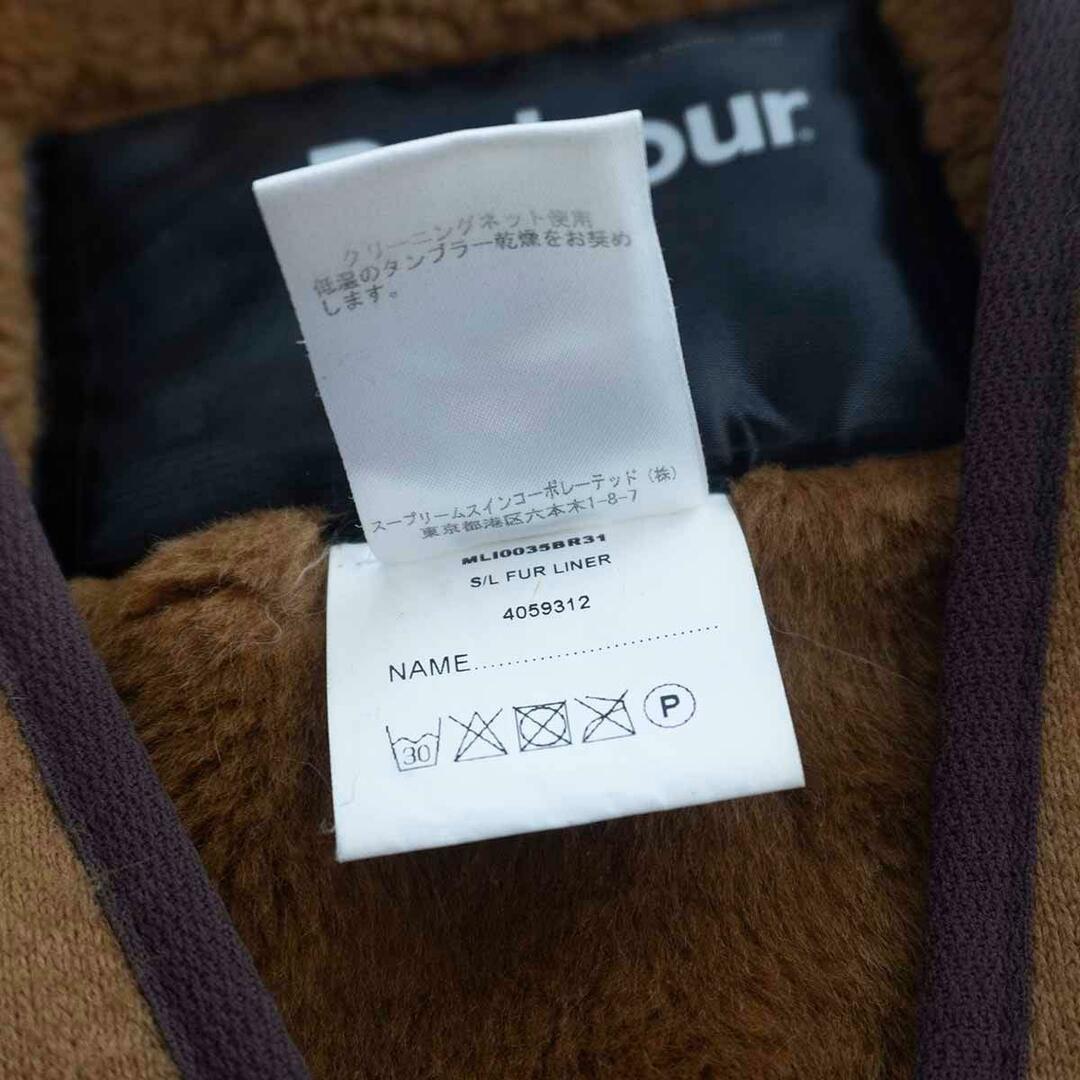 クリーニングネット使用
低温のタンブラー乾燥をお奨め
します。
スープリームスインコーポレーテッド（株）
東京都港区六本木1-8-7
MLI0035BR31
S/L FUR LINER
4059312
NAME..............................
30
P